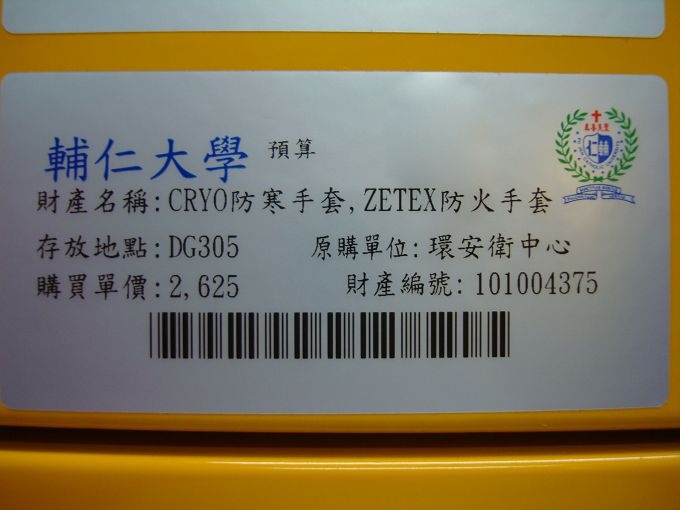 輔仁大學 預算
財產名稱:CRYO防寒手套,ZETEX防火手套
存放地點:DG305 原購單位:環安衛中心
購買單價:2,625 財產編號:101004375